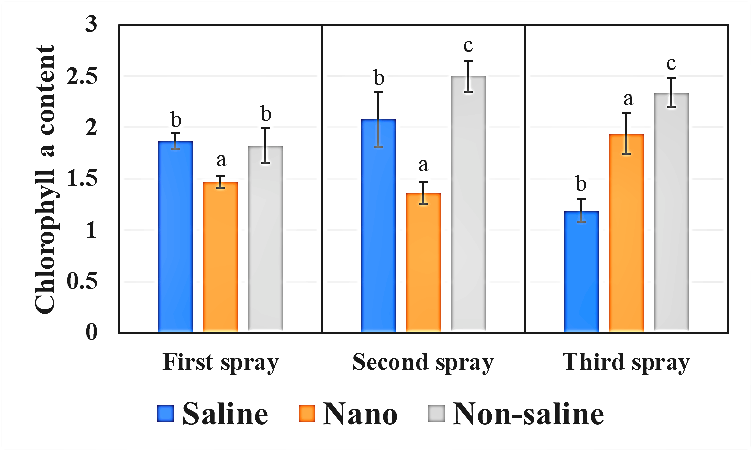 Chlorophyll a content
3
2.5
2
1.5
1
0.5
0
b
a
b
b
a
c
b
a
c
First spray
Second spray
Third spray
Saline Nano Non-saline